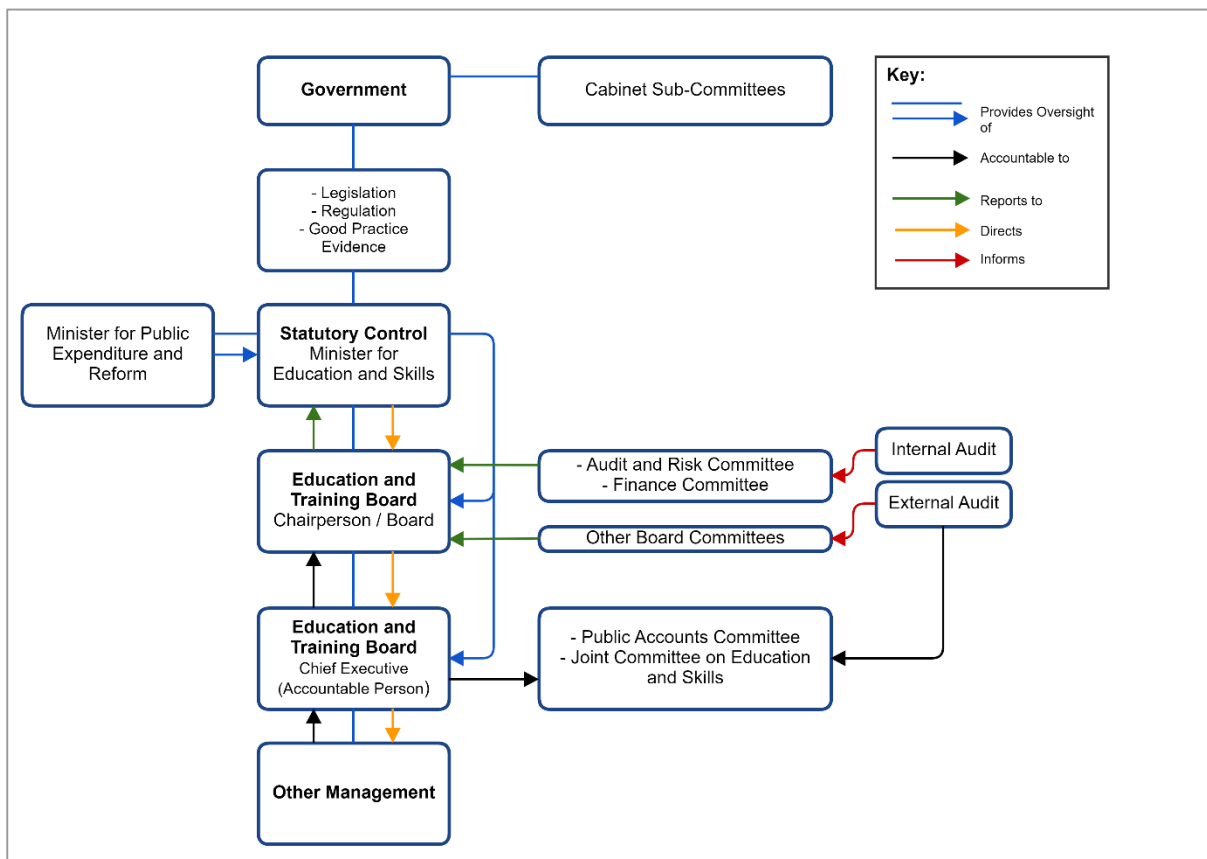 Government
Cabinet Sub-Committees
Key:
Provides Oversight
of
Accountable to
Reports to
Directs
Informs
- Legislation
- Regulation
- Good Practice
Evidence
Minister for Public
Expenditure and
Reform
Statutory Control
Minister for
Education and Skills
Education and
Training Board
Chairperson / Board
- Audit and Risk Committee
- Finance Committee
Internal Audit
External Audit
Other Board Committees
Education and
Training Board
Chief Executive
(Accountable Person)
- Public Accounts Committee
- Joint Committee on Education
and Skills
Other Management